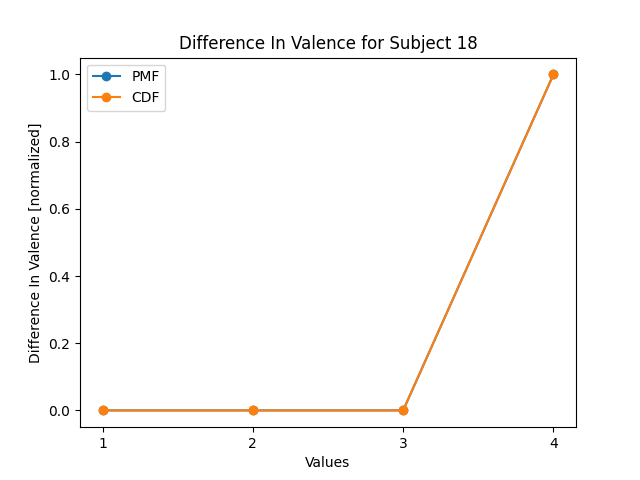 Difference In Valence for Subject 18
PMF
CDF
Difference In Valence [normalized]
1.0
0.8
0.6
0.4
0.2
0.0
1 2 3 4
Values